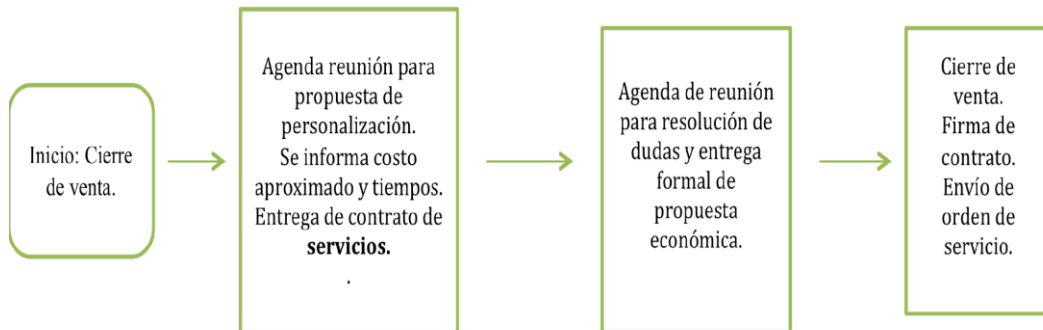 Inicio: Cierre
de venta.
Agenda reunión para
propuesta de
personalización.
Se informa costo
aproximado y tiempos.
Entrega de contrato de
servicios.
.
Agenda de reunión
para resolución de
dudas y entrega
formal de
propuesta
económica.
Cierre de
venta.
Firma de
contrato.
Envío de
orden de
servicio.